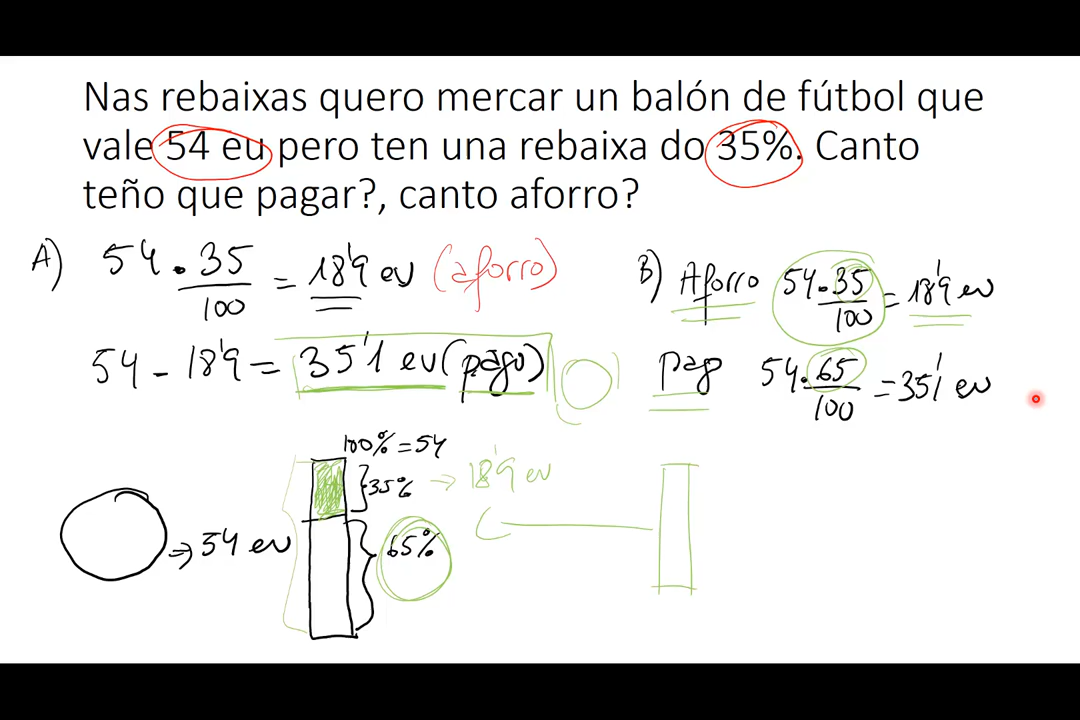 Nas rebaixas quero mercar un balón de fútbol que
vale 54 eu pero ten una rebaixa do 35%. Canto
teño que pagar?, canto aforro?
A) 54 · 35/100 = 18'9 eu (aforro)
54 - 18'9 = 35'1 eu (pago)
B) Aforro 54·35/100 = 18'9 eu
pag 54·65/100 = 35'1 eu
100% = 54
35% → 18'9 eu
⇒ 54 eu
65%